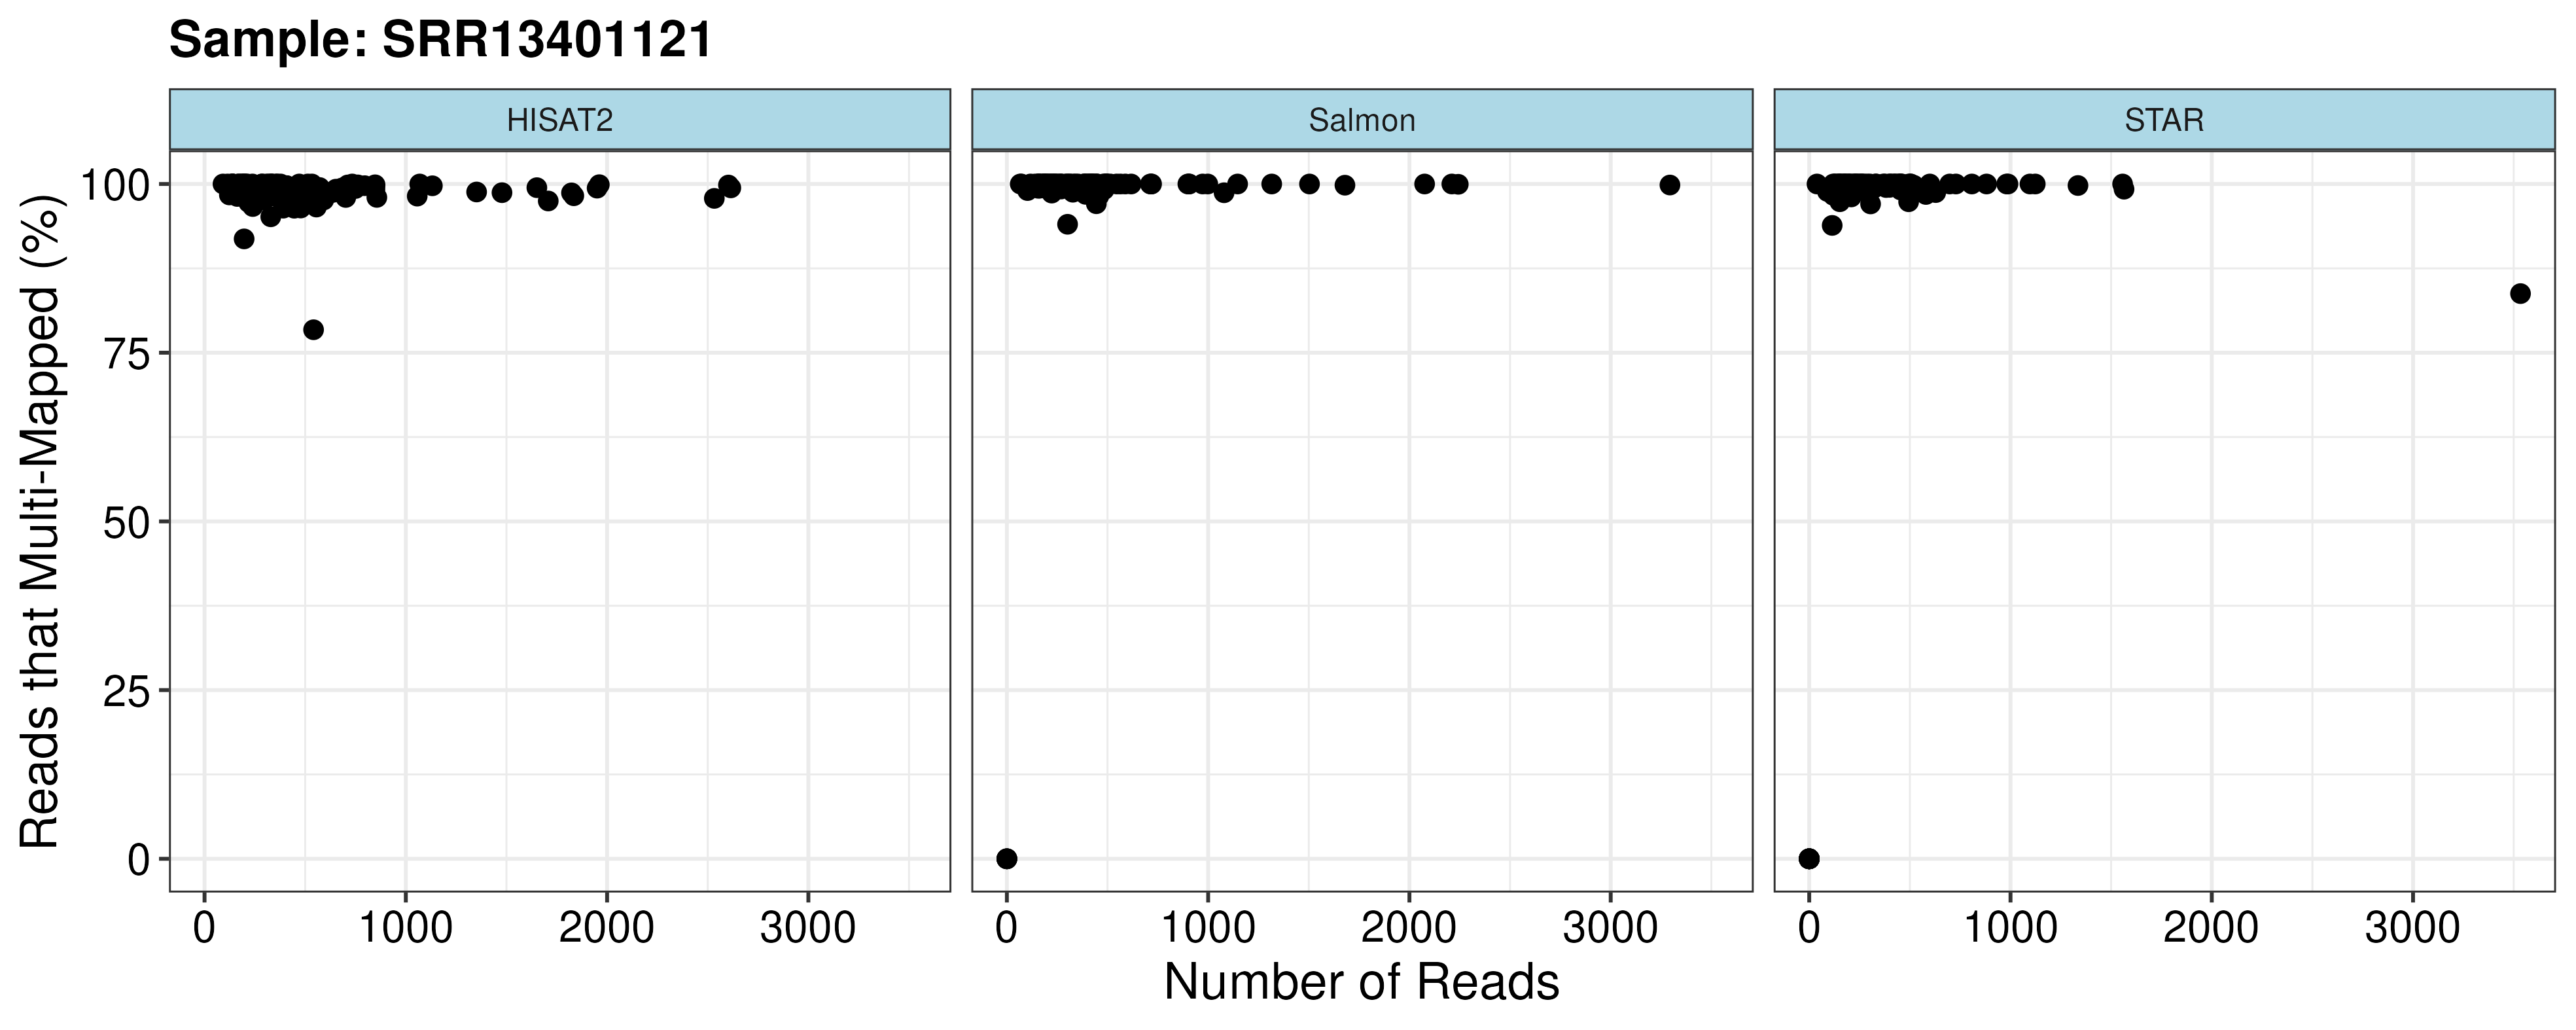 Sample: SRR13401121
HISAT2
Salmon
STAR
Reads that Multi-Mapped (%)
100
75
50
25
0
0 1000 2000 3000
0 1000 2000 3000
0 1000 2000 3000
Number of Reads